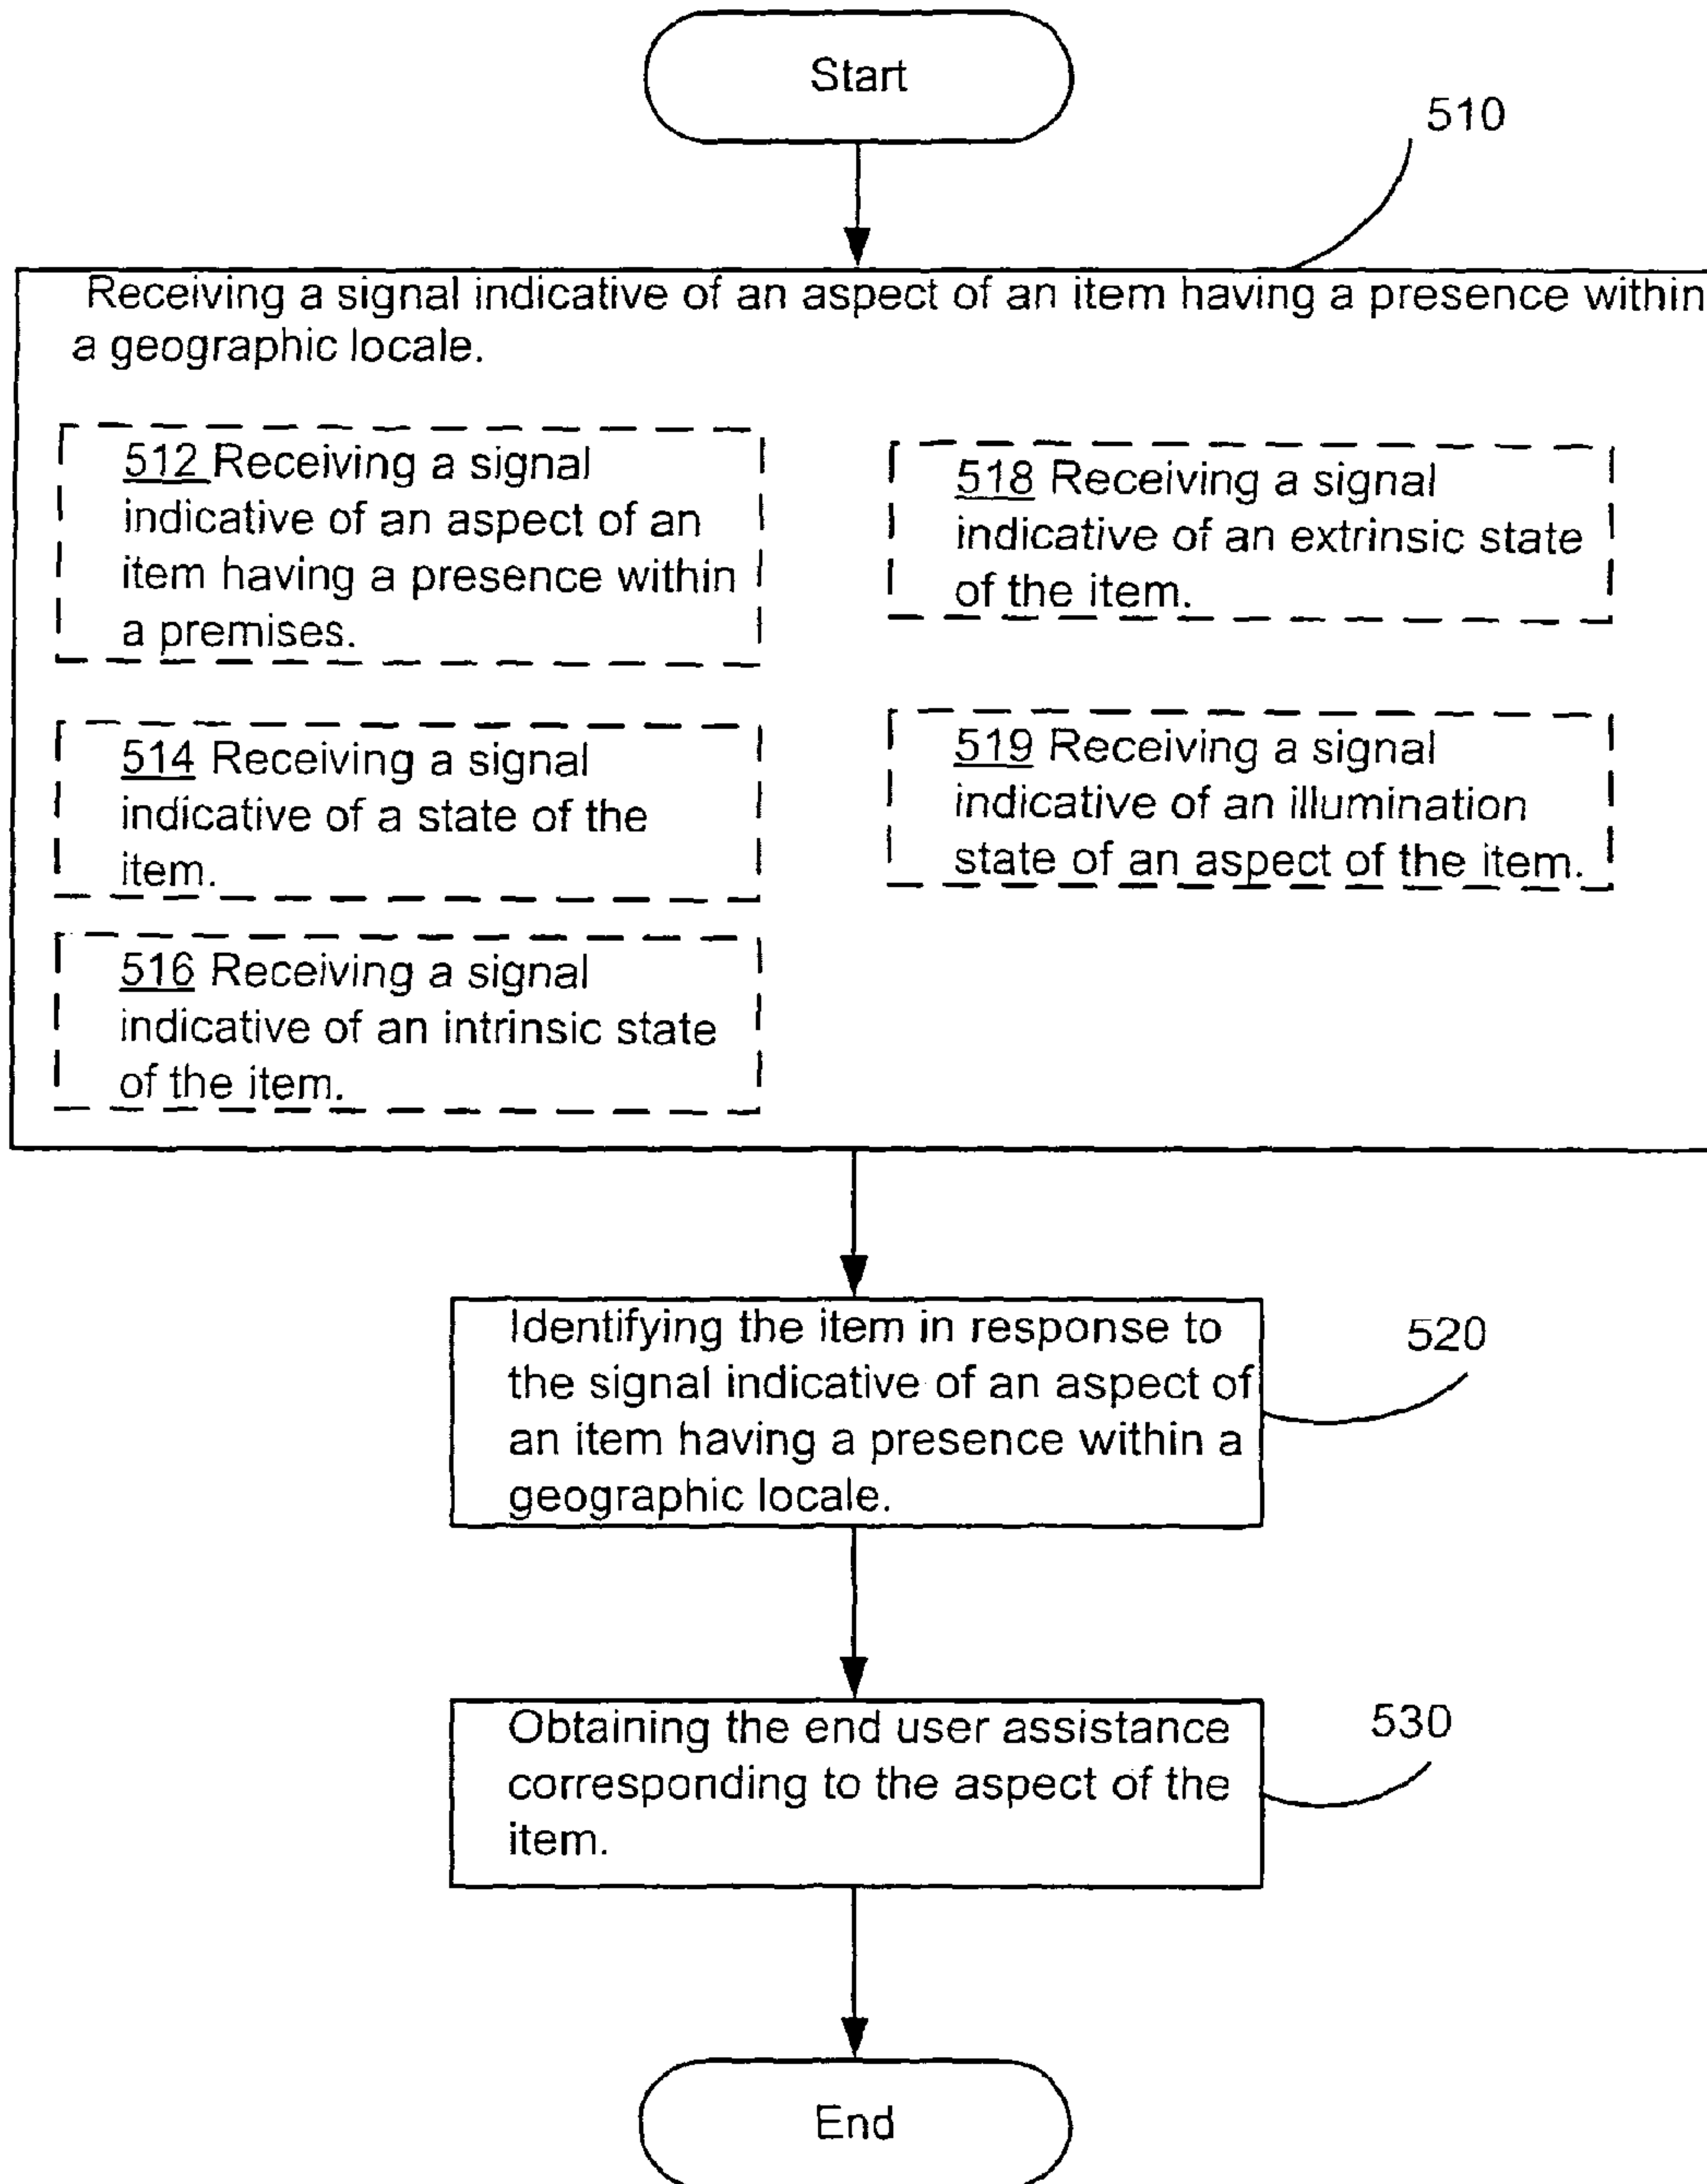 Start
510
Receiving a signal indicative of an aspect of an item having a presence within
a geographic locale.
512 Receiving a signal
indicative of an aspect of an
item having a presence within
a premises.
514 Receiving a signal
indicative of a state of the
item.
516 Receiving a signal
indicative of an intrinsic state
of the item.
518 Receiving a signal
indicative of an extrinsic state
of the item.
519 Receiving a signal
indicative of an illumination
state of an aspect of the item.
Identifying the item in response to
the signal indicative of an aspect of
an item having a presence within a
geographic locale.
520
Obtaining the end user assistance
corresponding to the aspect of the
item.
530
End